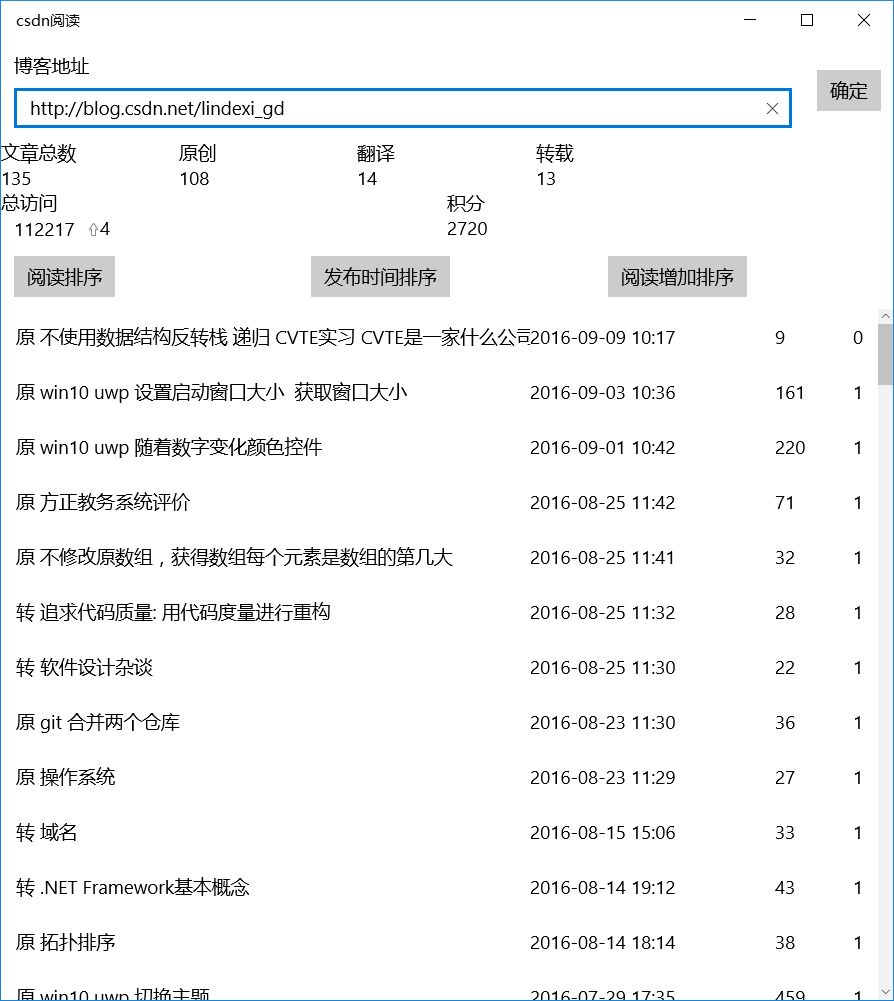 csdn阅读
博客地址
http://blog.csdn.net/lindexi_gd
确定
文章总数 原创 翻译 转载
135 108 14 13
总访问 积分
112217 ⇧4 2720
阅读排序 发布时间排序 阅读增加排序
原 不使用数据结构反转栈 递归 CVTE实习 CVTE是一家什么公司 2016-09-09 10:17 9 0
原 win10 uwp 设置启动窗口大小  获取窗口大小 2016-09-03 10:36 161 1
原 win10 uwp 随着数字变化颜色控件 2016-09-01 10:42 220 1
原 方正教务系统评价 2016-08-25 11:42 71 1
原 不修改原数组，获得数组每个元素是数组的第几大 2016-08-25 11:41 32 1
转 追求代码质量: 用代码度量进行重构 2016-08-25 11:32 28 1
转 软件设计杂谈 2016-08-25 11:30 22 1
原 git 合并两个仓库 2016-08-23 11:30 36 1
原 操作系统 2016-08-23 11:29 27 1
转 域名 2016-08-15 15:06 33 1
转 .NET Framework基本概念 2016-08-14 19:12 43 1
原 拓扑排序 2016-08-14 18:14 38 1
原 win10 uwp 切换主题 2016-07-29 17:35 459 1